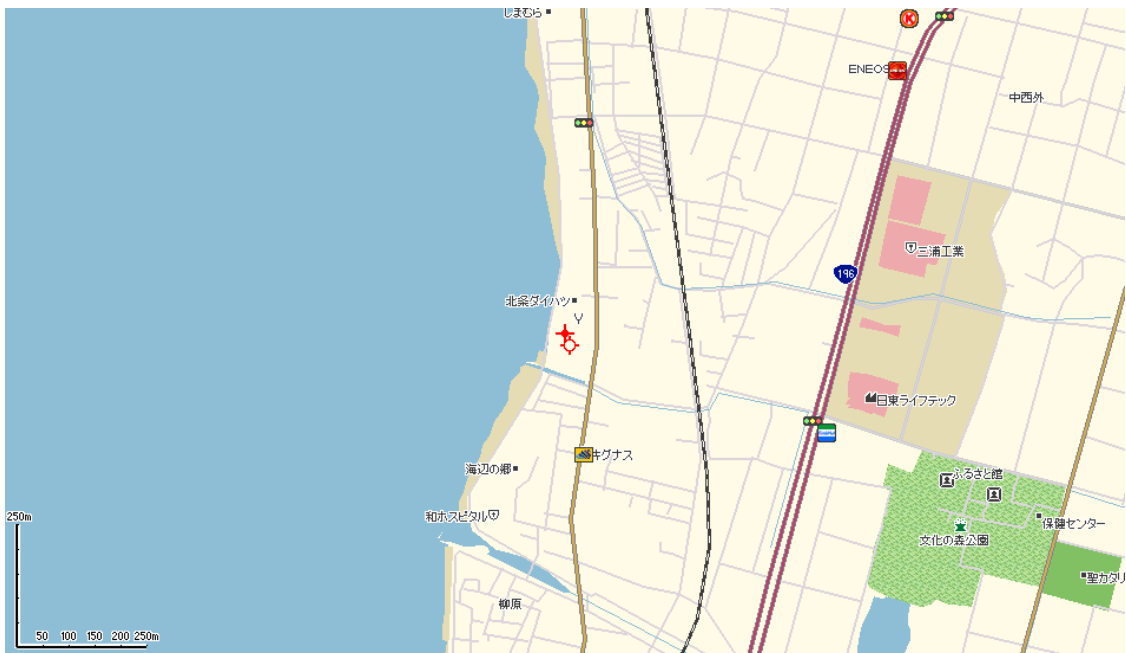 しまむら
K
ENEOS
中西外
三浦工業
196
北条ダイハツ
Y
日東ライフテック
キグナス
ふるさと館
海辺の郷
和ホスピタル
保健センター
文化の森公園
250m
聖カタリ
柳原
50 100 150 200 250m